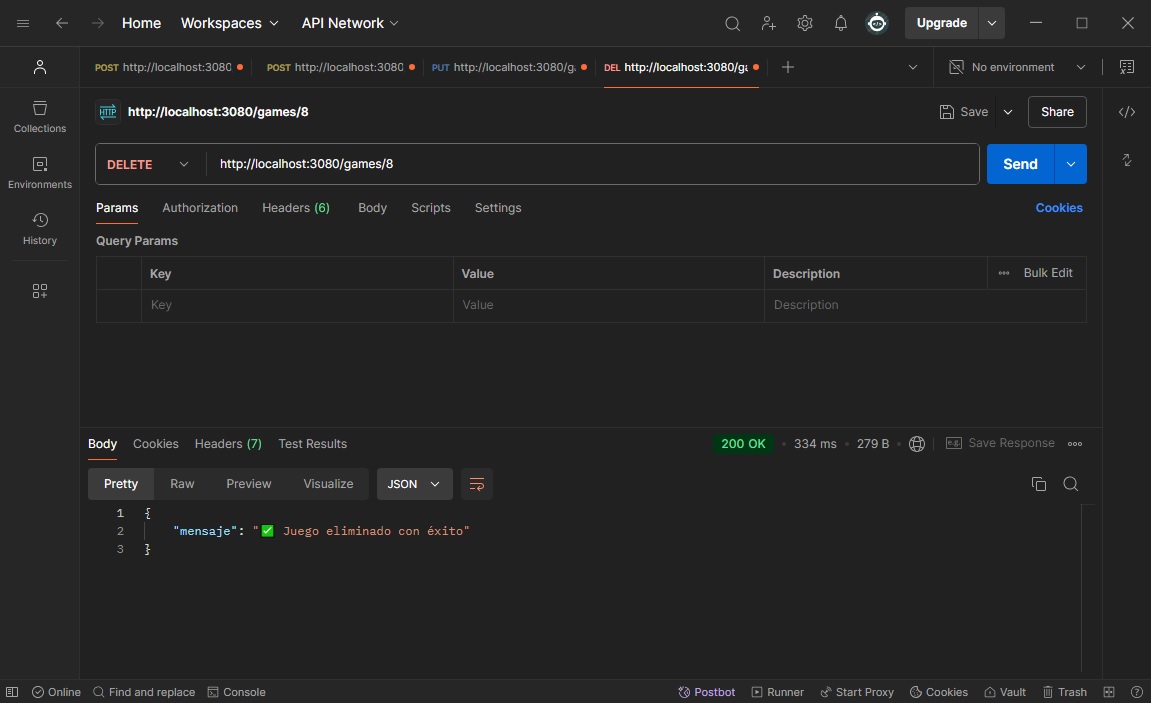 Home Workspaces API Network Upgrade
POST http://localhost:3080 POST http://localhost:3080 PUT http://localhost:3080/g. DEL http://localhost:3080/ga No environment
HTTP http://localhost:3080/games/8 Save Share
Collections
Environments
History
DELETE http://localhost:3080/games/8 Send
Params Authorization Headers (6) Body Scripts Settings Cookies
Query Params
Key Value Description Bulk Edit
Key Value Description
Body Cookies Headers (7) Test Results 200 OK 334 ms 279 B e.g. Save Response
Pretty Raw Preview Visualize JSON
1 {
2 "mensaje": "✅ Juego eliminado con éxito"
3 }
Online Find and replace Console Postbot Runner Start Proxy Cookies Vault Trash